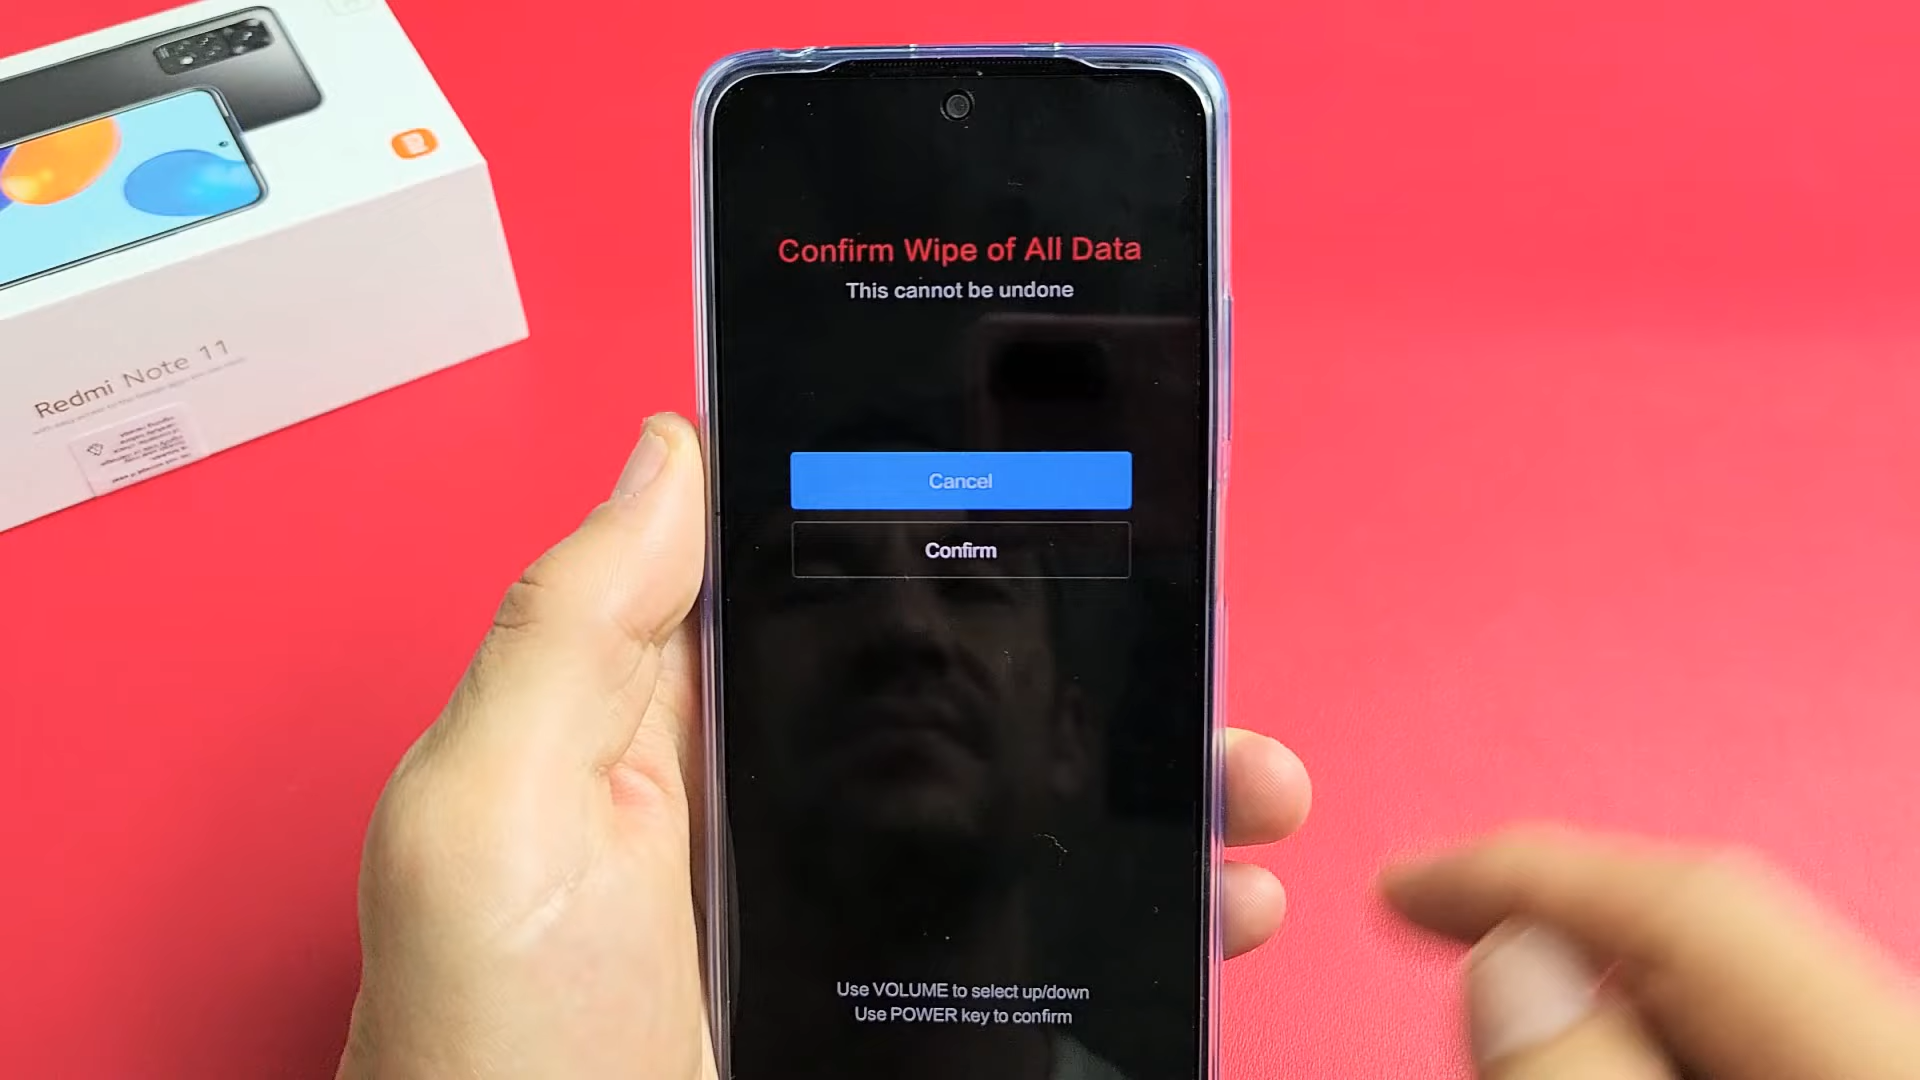 Redmi Note 11
Confirm Wipe of All Data
This cannot be undone
Cancel
Confirm
Use VOLUME to select up/down
Use POWER key to confirm